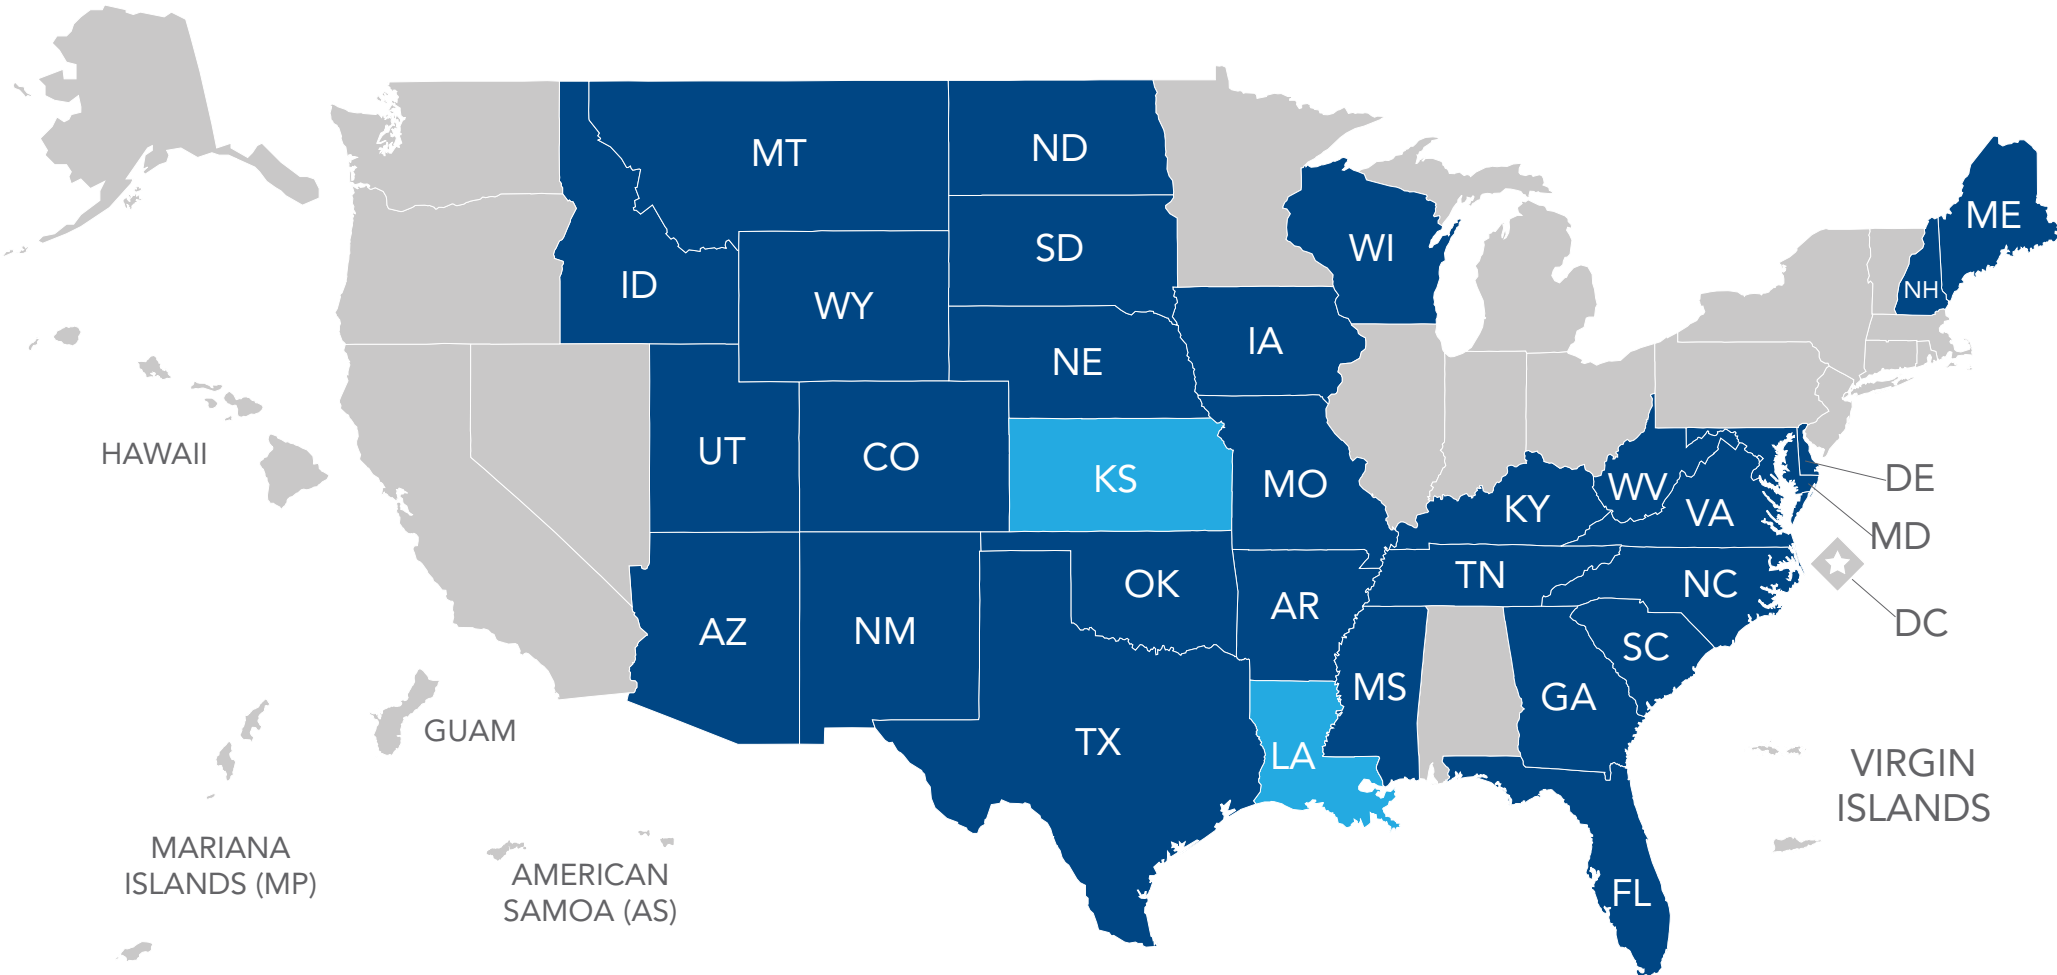 MT
ND
ME
SD
WI
ID
NH
WY
IA
NE
HAWAII
UT
CO
KS
MO
WV
KY
VA
DE
MD
OK
TN
NC
AR
DC
AZ
NM
SC
MS
GA
GUAM
TX
LA
VIRGIN
ISLANDS
MARIANA
ISLANDS (MP)
AMERICAN
SAMOA (AS)
FL